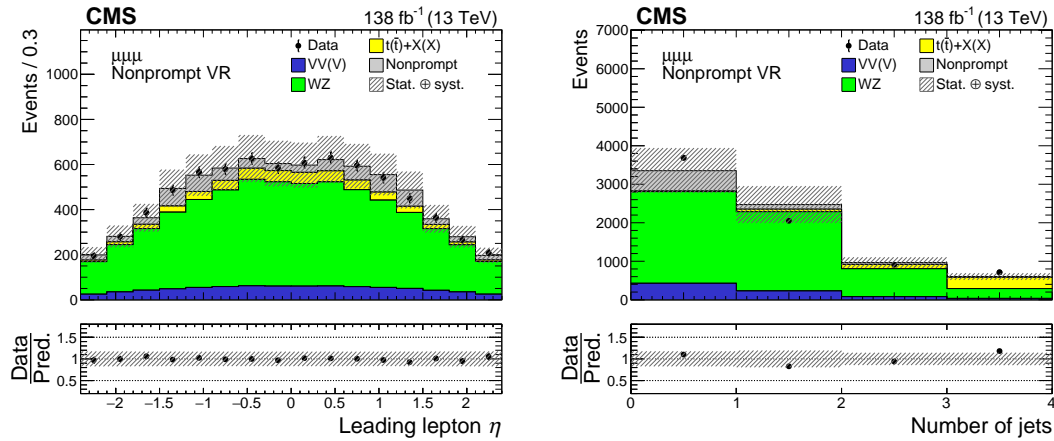 CMS
138 fb⁻¹ (13 TeV)
Events / 0.3
μμμ
Nonprompt VR
Data
t(t̄)+X(X)
VV(V)
Nonprompt
WZ
Stat. ⊕ syst.
1000
800
600
400
200
0
Data
Pred.
1.5
1
0.5
−2 −1.5 −1 −0.5 0 0.5 1 1.5 2
Leading lepton η
CMS
138 fb⁻¹ (13 TeV)
Events
μμμ
Nonprompt VR
Data
t(t̄)+X(X)
VV(V)
Nonprompt
WZ
Stat. ⊕ syst.
7000
6000
5000
4000
3000
2000
1000
0
Data
Pred.
1.5
1
0.5
0 1 2 3 4
Number of jets